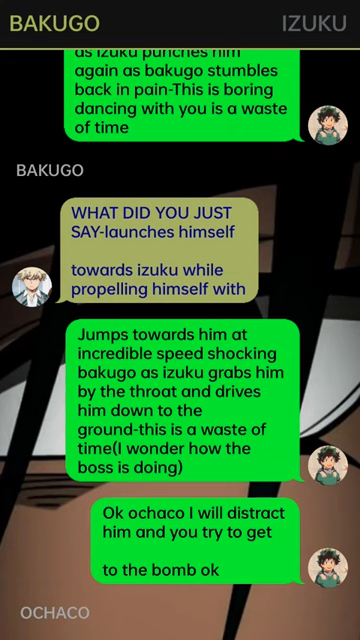 BAKUGO IZUKU
as izuku punches him
again as bakugo stumbles
back in pain-This is boring
dancing with you is a waste
of time
BAKUGO
WHAT DID YOU JUST
SAY-launches himself
towards izuku while
propelling himself with
Jumps towards him at
incredible speed shocking
bakugo as izuku grabs him
by the throat and drives
him down to the
ground-this is a waste of
time(I wonder how the
boss is doing)
Ok ochaco I will distract
him and you try to get
to the bomb ok
OCHACO